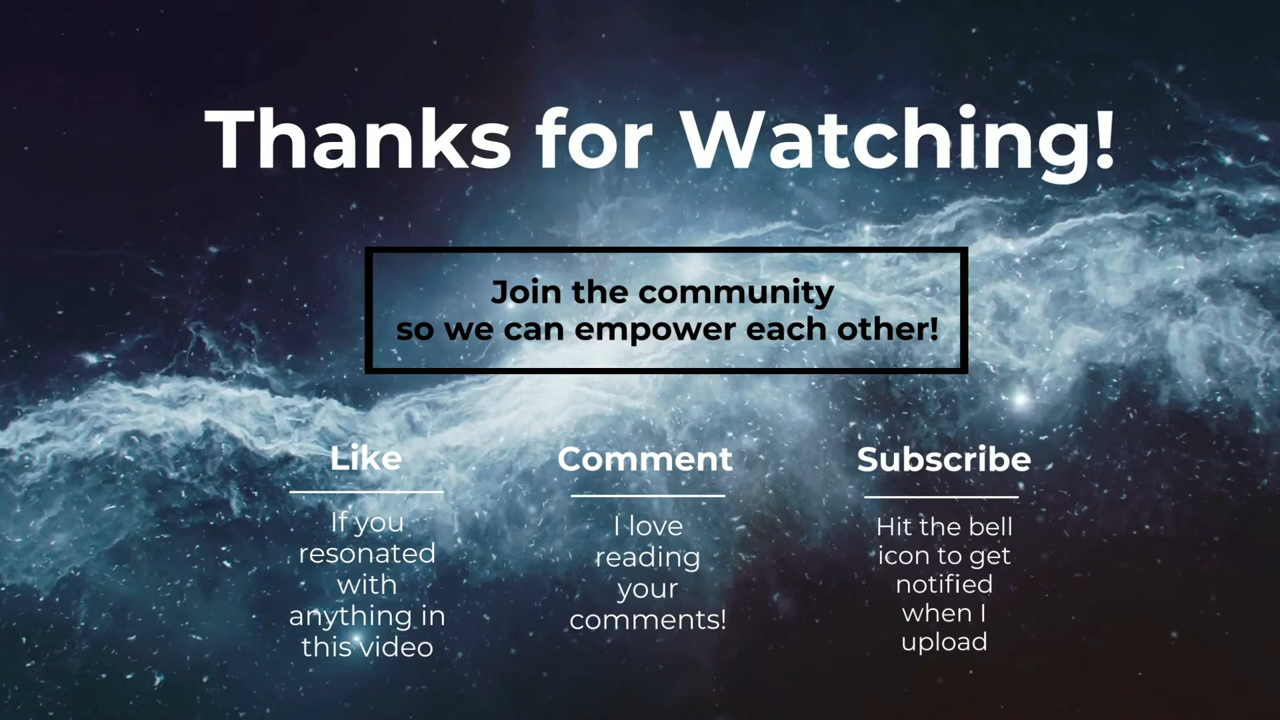 Thanks for Watching!
Join the community
so we can empower each other!
Like
If you
resonated
with
anything in
this video
Comment
I love
reading
your
comments!
Subscribe
Hit the bell
icon to get
notified
when I
upload